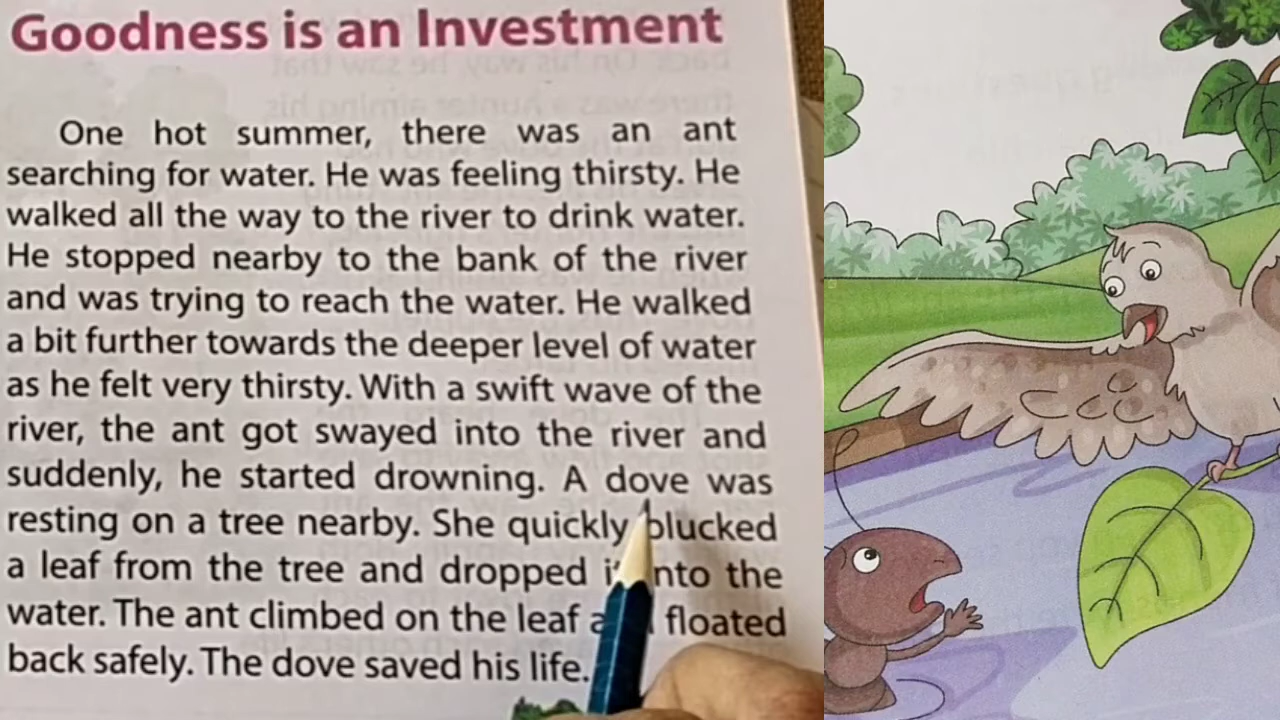 Goodness is an Investment
One hot summer, there was an ant
searching for water. He was feeling thirsty. He
walked all the way to the river to drink water.
He stopped nearby to the bank of the river
and was trying to reach the water. He walked
a bit further towards the deeper level of water
as he felt very thirsty. With a swift wave of the
river, the ant got swayed into the river and
suddenly, he started drowning. A dove was
resting on a tree nearby. She quickly plucked
a leaf from the tree and dropped it into the
water. The ant climbed on the leaf and floated
back safely. The dove saved his life.